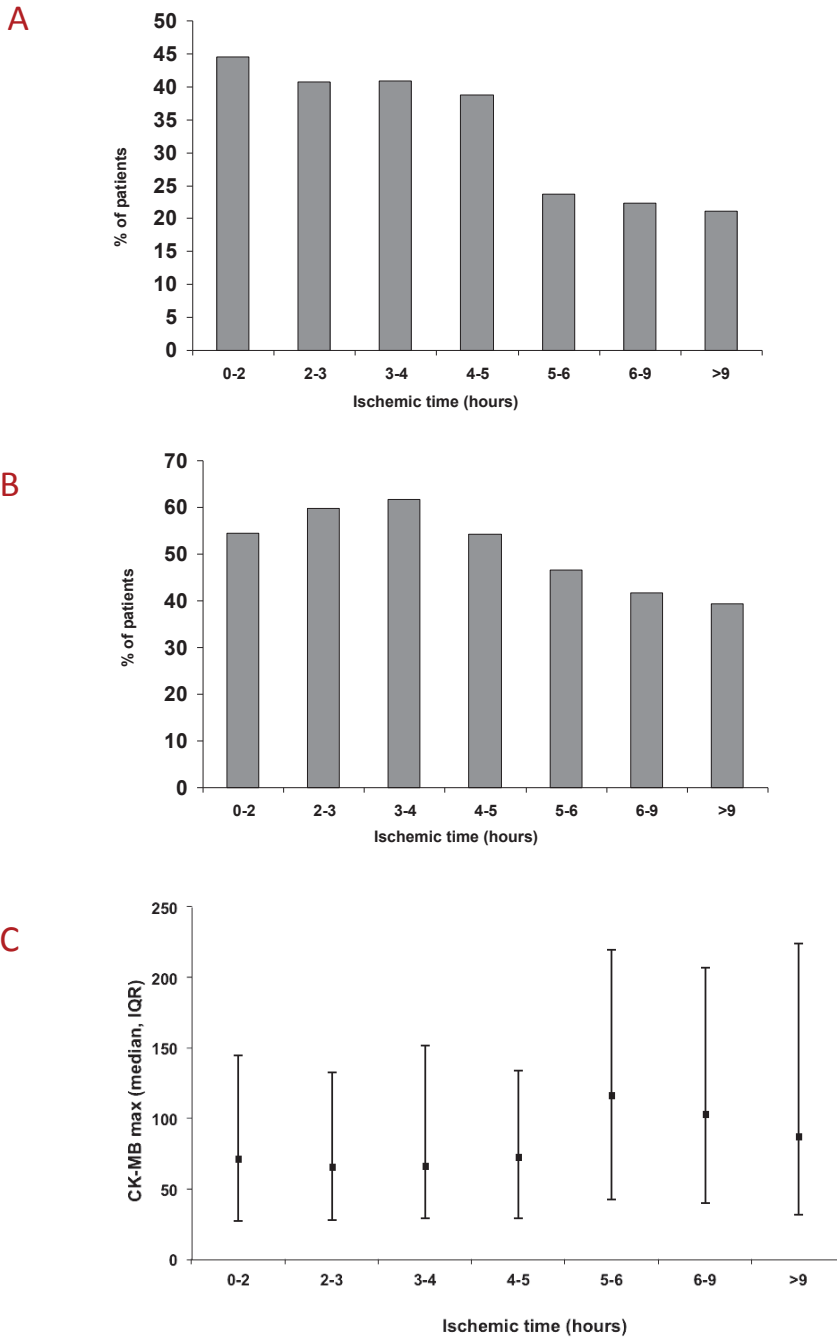 A
% of patients
50
45
40
35
30
25
20
15
10
5
0
0-2 2-3 3-4 4-5 5-6 6-9 >9
Ischemic time (hours)
B
% of patients
70
60
50
40
30
20
10
0
0-2 2-3 3-4 4-5 5-6 6-9 >9
Ischemic time (hours)
C
CK-MB max (median, IQR)
250
200
150
100
50
0
0-2 2-3 3-4 4-5 5-6 6-9 >9
Ischemic time (hours)